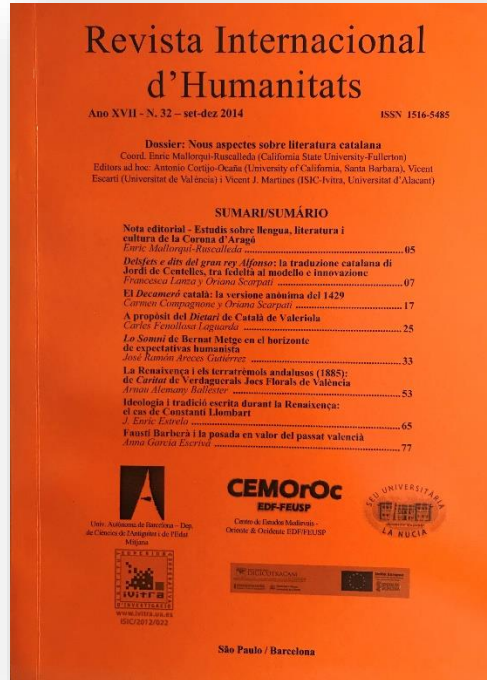 Revista Internacional
d'Humanitats
Ano XVII - N. 32 – set-dez 2014 ISSN 1516-5485
Dossier: Nous aspectes sobre literatura catalana
Coord. Enric Mallorquí-Ruscalleda (California State University-Fullerton)
Editors ad hoc: Antonio Cortijo-Ocaña (University of California, Santa Barbara), Vicent
Escartí (Universitat de València) i Vicent J. Martines (ISIC-Ivitra, Universitat d'Alacant)
SUMARI/SUMÁRIO
Nota editorial - Estudis sobre llengua, literatura i
cultura de la Corona d'Aragó
Enric Mallorquí-Ruscalleda 05
Delsfets e dits del gran rey Alfonso: la traduzione catalana di
Jordi de Centelles, tra fedeltà al modello e innovazione
Francesca Lanza y Oriana Scarpati 07
El Decameró català: la versione anònima del 1429
Carmen Compagnone y Oriana Scarpati 17
A propòsit del Dietari de Català de Valeriola
Carles Fenollosa Laguarda 25
Lo Somni de Bernat Metge en el horizonte
de expectativas humanista
José Ramón Areces Gutiérrez 33
La Renaixença i els terratrèmols andalusos (1885):
de Caritat de Verdaguerals Jocs Florals de València
Arnau Alemany Ballester 53
Ideologia i tradició escrita durant la Renaixença:
el cas de Constantí Llombart
J. Enric Estrela 65
Faustí Barberà i la posada en valor del passat valencià
Anna García Escrivà 77
Univ. Autònoma de Barcelona – Dep.
de Ciències de l'Antiguitat i de l'Edat
Mitjana
CEMOrOc
EDF-FEUSP
Centro de Estudos Medievais -
Oriente & Ocidente EDF/FEUSP
SEU UNIVERSITÀRIA
LA NUCIA
SUPERIOR
iVitra
D'INVESTIGACIÓ
www.ivitra.ua.es
ISIC/2012/022
São Paulo / Barcelona